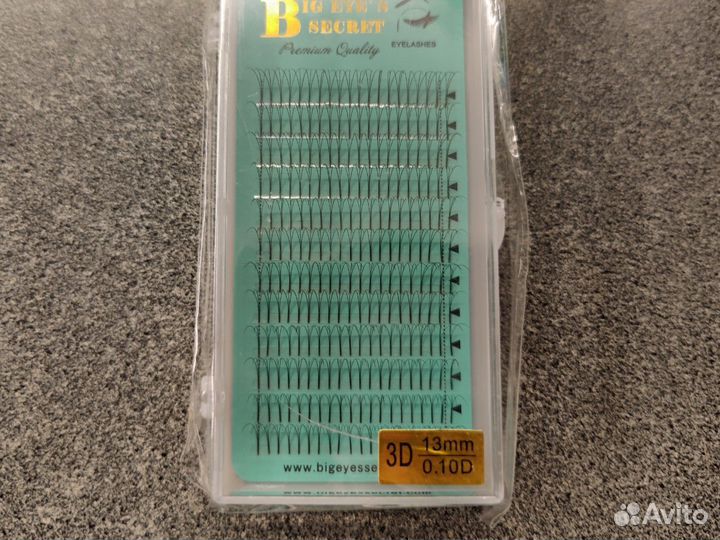 BIG EYE'S
SECRET
Premium Quality
EYELASHES
3D 13mm
0.10D
www.bigeyesse
Avito